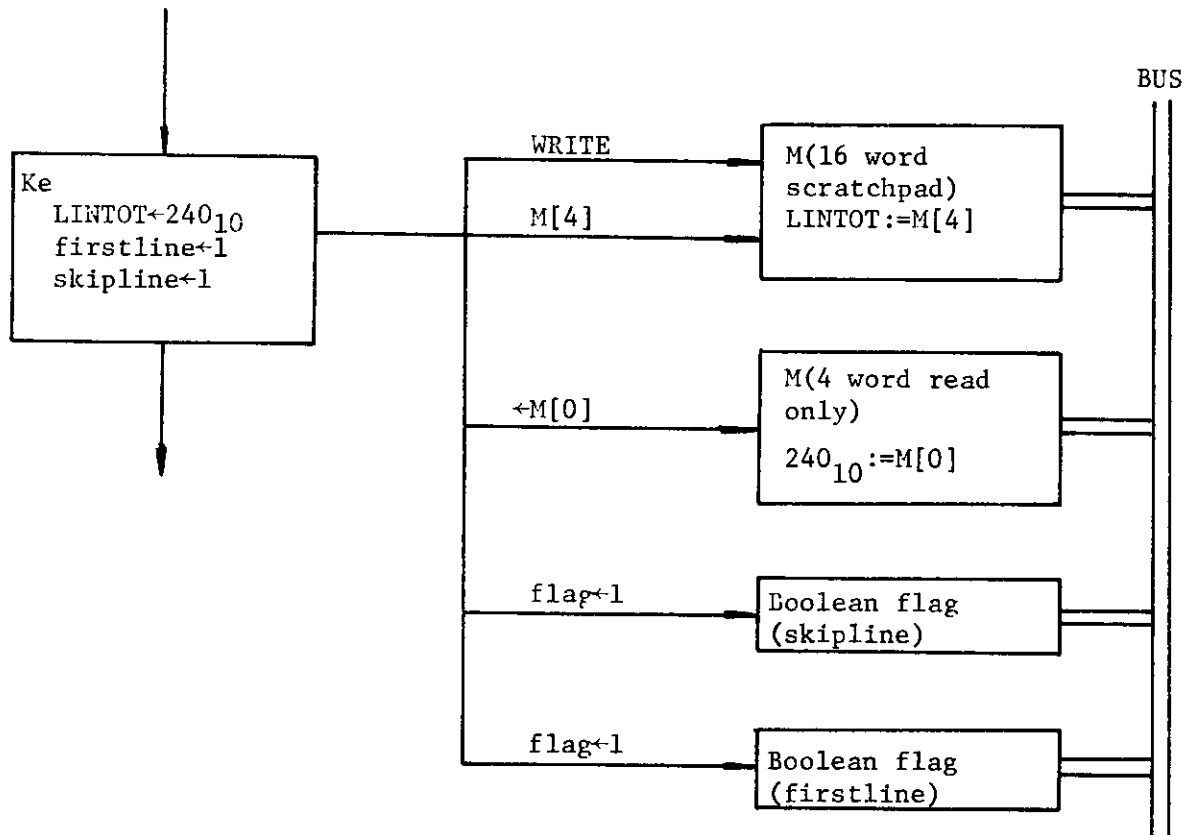 BUS
Ke
LINTOT←240₁₀
firstline←1
skipline←1
WRITE
M[4]
M(16 word
scratchpad)
LINTOT:=M[4]
←M[0]
M(4 word read
only)
240₁₀:=M[0]
flag←1
Boolean flag
(skipline)
flag←1
Boolean flag
(firstline)